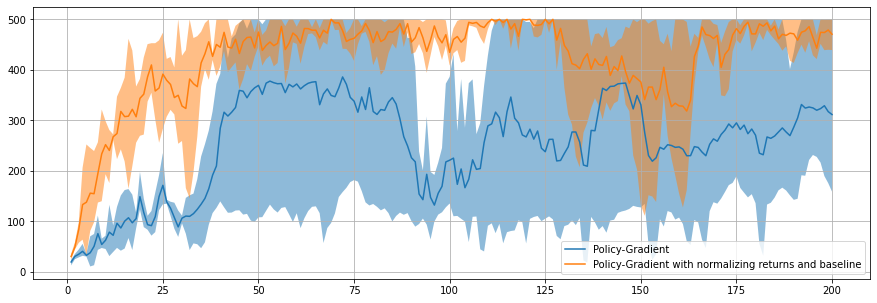 500
400
300
200
100
0
0 25 50 75 100 125 150 175 200
Policy-Gradient
Policy-Gradient with normalizing returns and baseline